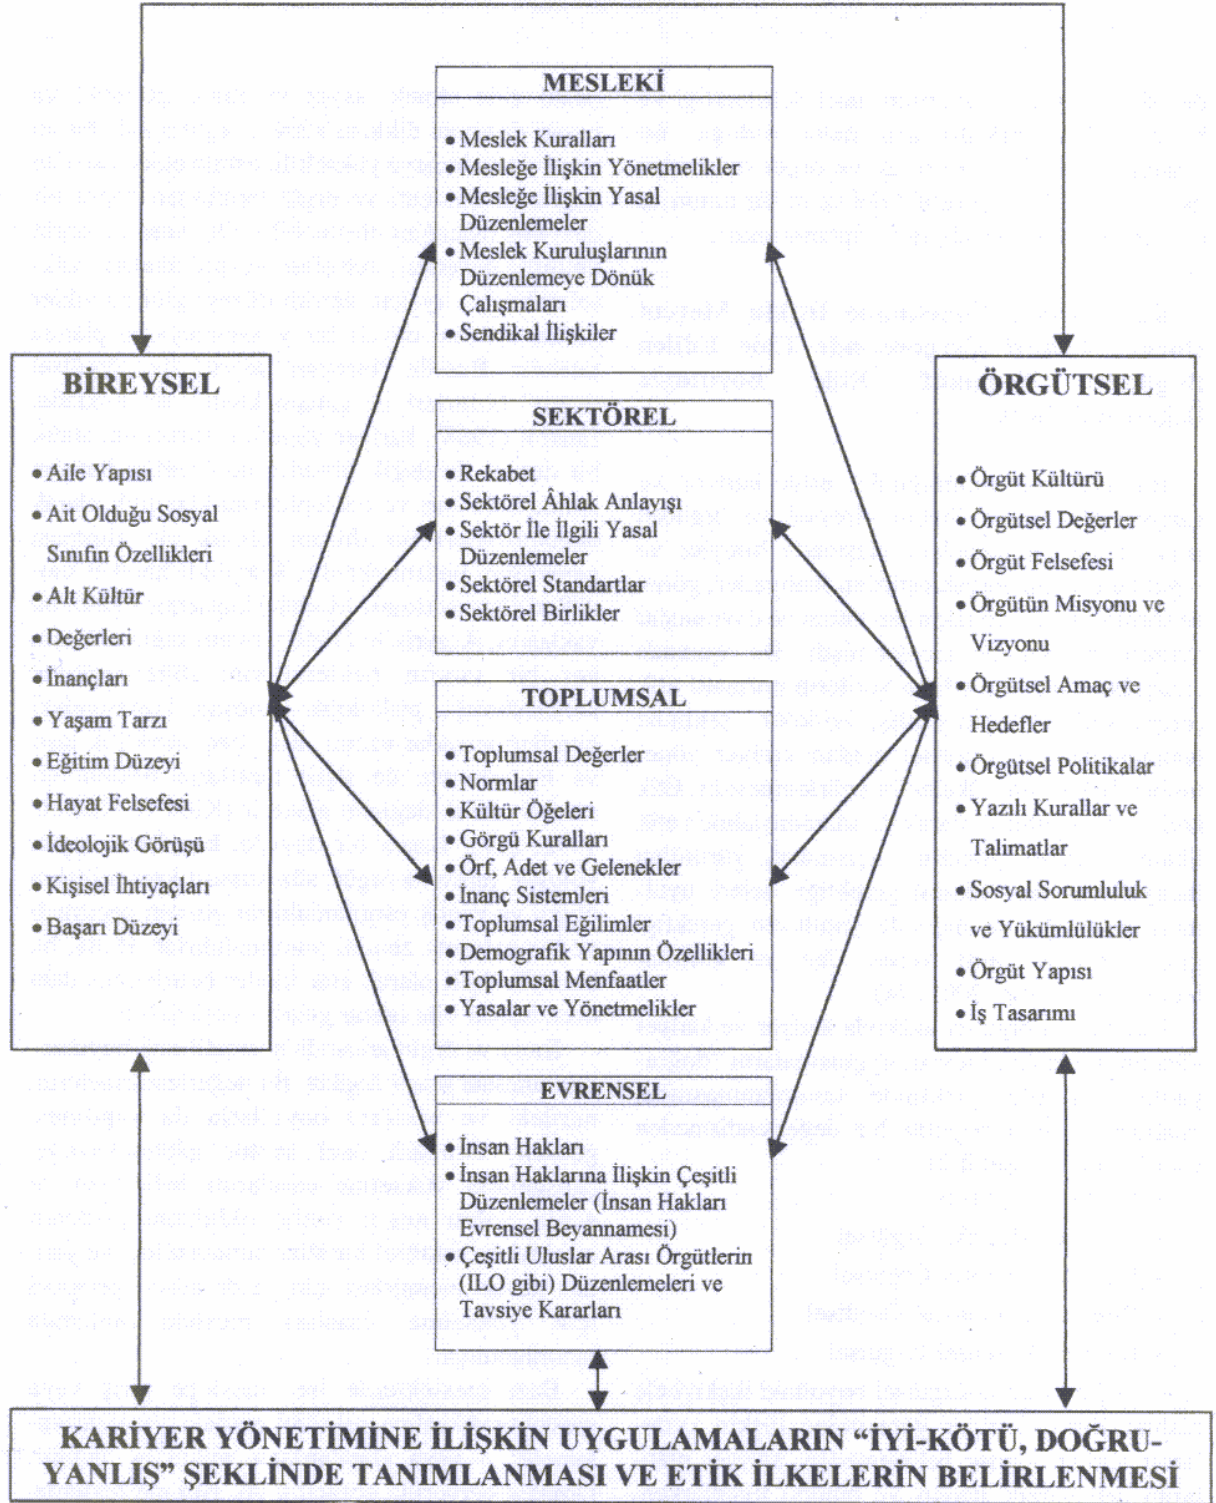 MESLEKİ
• Meslek Kuralları
• Mesleğe İlişkin Yönetmelikler
• Mesleğe İlişkin Yasal
Düzenlemeler
• Meslek Kuruluşlarının
Düzenlemeye Dönük
Çalışmaları
• Sendikal İlişkiler
BİREYSEL
• Aile Yapısı
• Ait Olduğu Sosyal
Sınıfın Özellikleri
• Alt Kültür
• Değerleri
• İnançları
• Yaşam Tarzı
• Eğitim Düzeyi
• Hayat Felsefesi
• İdeolojik Görüşü
• Kişisel İhtiyaçları
• Başarı Düzeyi
SEKTÖREL
• Rekabet
• Sektörel Âhlak Anlayışı
• Sektör İle İlgili Yasal
Düzenlemeler
• Sektörel Standartlar
• Sektörel Birlikler
TOPLUMSAL
• Toplumsal Değerler
• Normlar
• Kültür Öğeleri
• Görgü Kuralları
• Örf, Adet ve Gelenekler
• İnanç Sistemleri
• Toplumsal Eğilimler
• Demografik Yapının Özellikleri
• Toplumsal Menfaatler
• Yasalar ve Yönetmelikler
EVRENSEL
• İnsan Hakları
• İnsan Haklarına İlişkin Çeşitli
Düzenlemeler (İnsan Hakları
Evrensel Beyannamesi)
• Çeşitli Uluslar Arası Örgütlerin
(ILO gibi) Düzenlemeleri ve
Tavsiye Kararları
ÖRGÜTSEL
• Örgüt Kültürü
• Örgütsel Değerler
• Örgüt Felsefesi
• Örgütün Misyonu ve
Vizyonu
• Örgütsel Amaç ve
Hedefler
• Örgütsel Politikalar
• Yazılı Kurallar ve
Talimatlar
• Sosyal Sorumluluk
ve Yükümlülükler
• Örgüt Yapısı
• İş Tasarımı
KARİYER YÖNETİMİNE İLİŞKİN UYGULAMALARIN “İYİ-KÖTÜ, DOĞRU-
YANLIŞ” ŞEKLİNDE TANIMLANMASI VE ETİK İLKELERİN BELİRLENMESİ